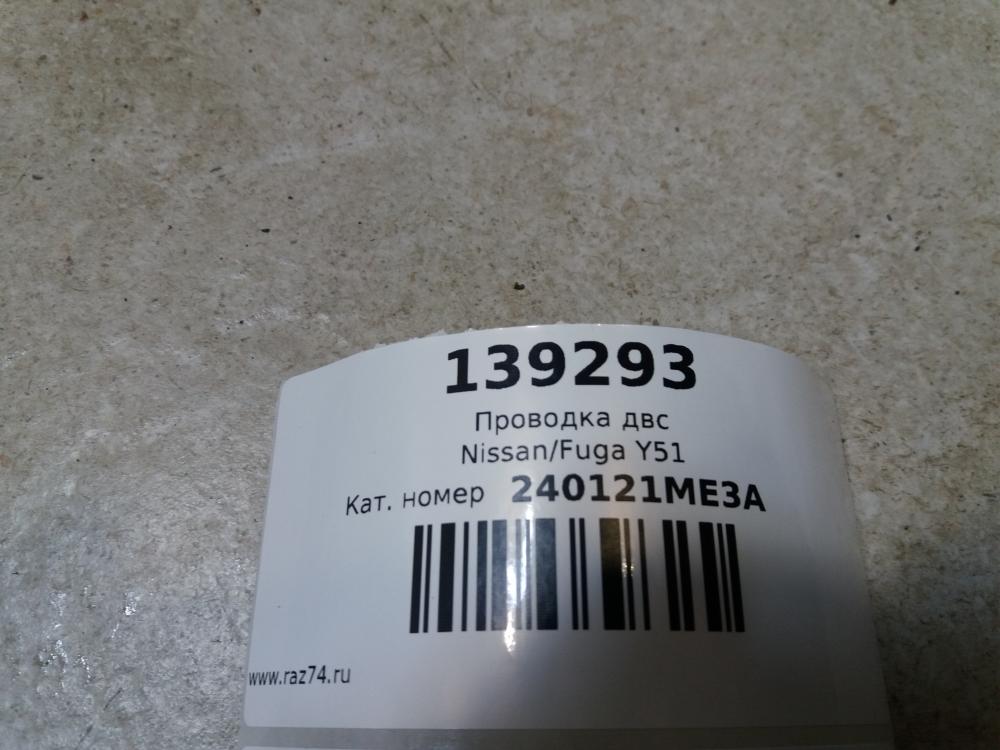 139293
Проводка двс
Nissan/Fuga Y51
Кат. номер 240121ME3A
www.raz74.ru